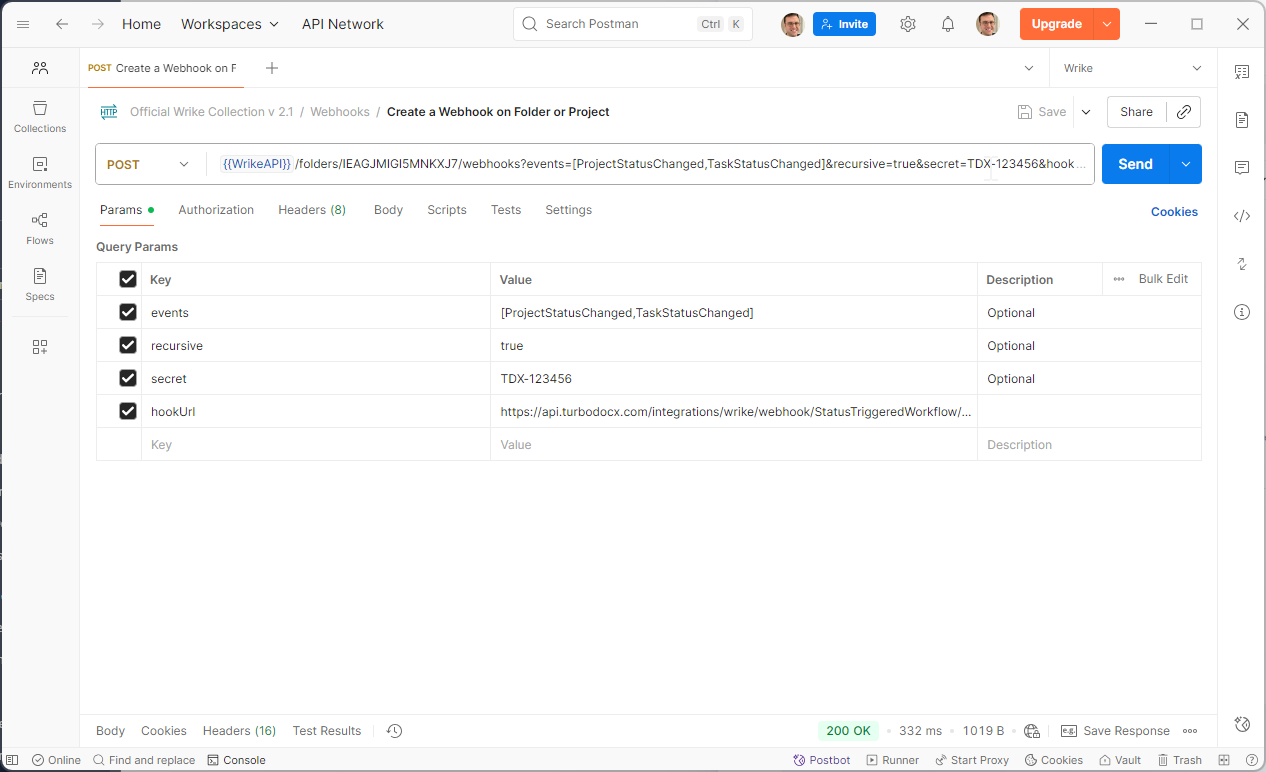 Home Workspaces API Network Search Postman Ctrl K Invite Upgrade
POST Create a Webhook on F Wrike
HTTP Official Wrike Collection v 2.1 / Webhooks / Create a Webhook on Folder or Project Save Share
Collections
Environments
Flows
Specs
POST {{WrikeAPI}} /folders/IEAGJMIGI5MNKXJ7/webhooks?events=[ProjectStatusChanged,TaskStatusChanged]&recursive=true&secret=TDX-123456&hook... Send
Params Authorization Headers (8) Body Scripts Tests Settings Cookies
Query Params
Key Value Description Bulk Edit
events [ProjectStatusChanged,TaskStatusChanged] Optional
recursive true Optional
secret TDX-123456 Optional
hookUrl https://api.turbodocx.com/integrations/wrike/webhook/StatusTriggeredWorkflow/...
Key Value Description
Body Cookies Headers (16) Test Results 200 OK 332 ms 1019 B e.g. Save Response
Online Find and replace Console Postbot Runner Start Proxy Cookies Vault Trash